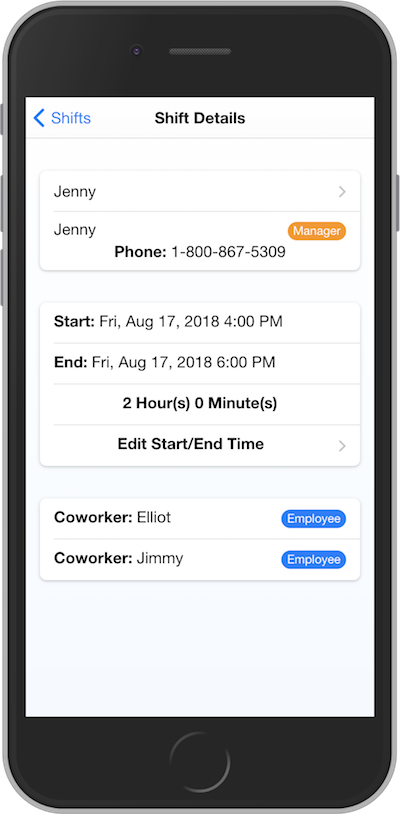 Shifts Shift Details
Jenny
Jenny Manager
Phone: 1-800-867-5309
Start: Fri, Aug 17, 2018 4:00 PM
End: Fri, Aug 17, 2018 6:00 PM
2 Hour(s) 0 Minute(s)
Edit Start/End Time
Coworker: Elliot Employee
Coworker: Jimmy Employee